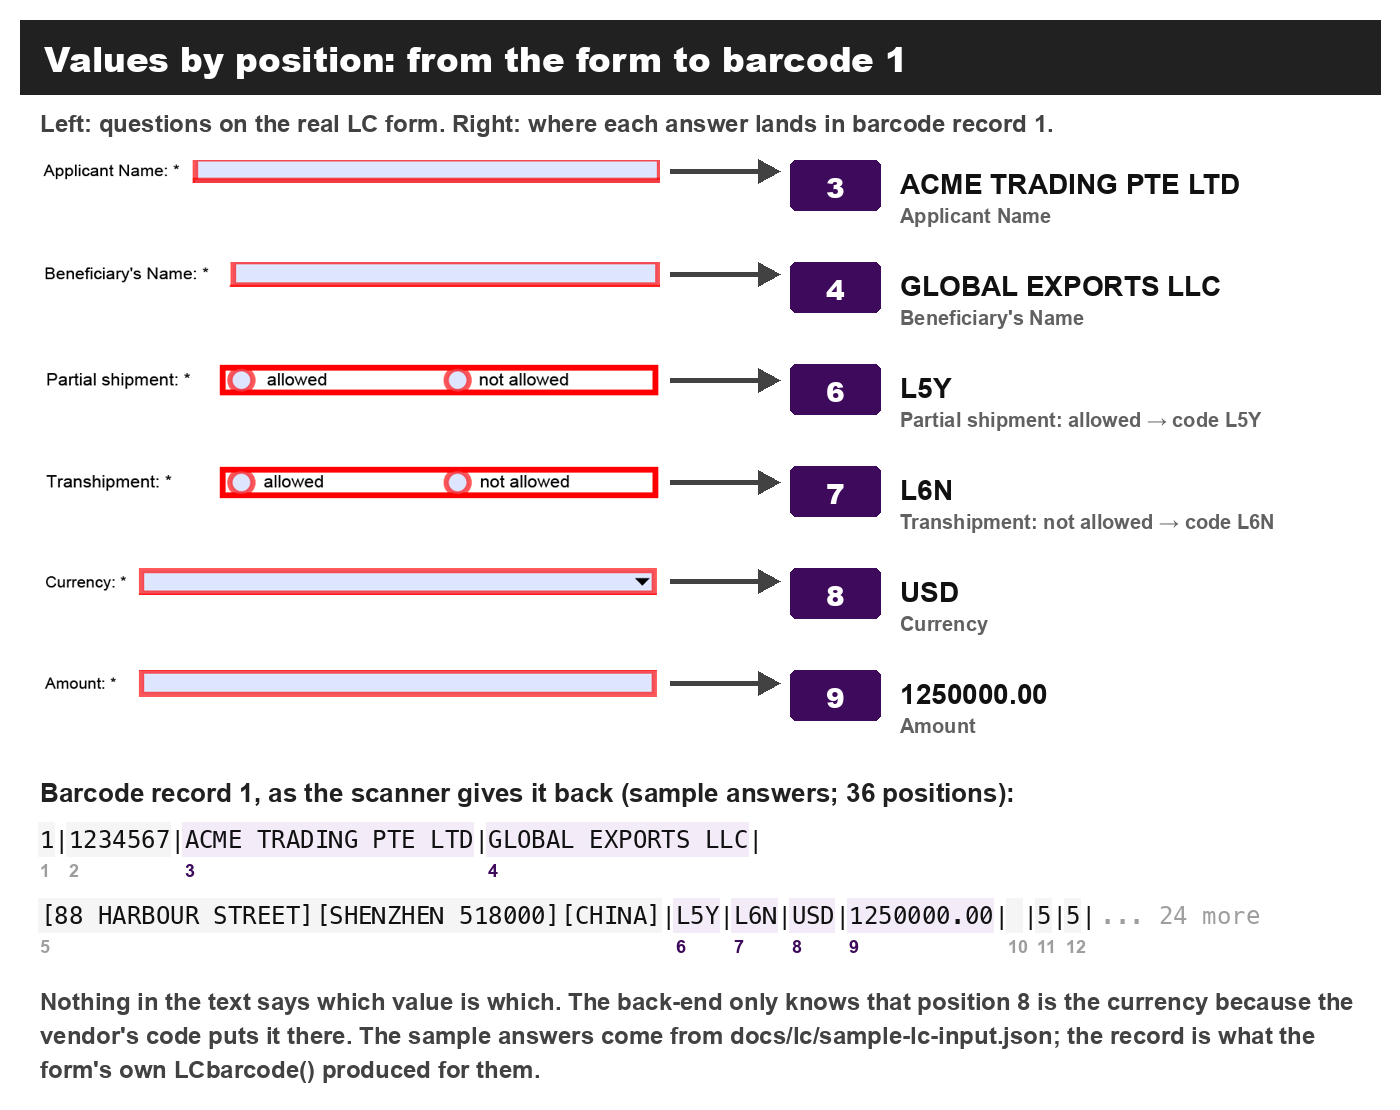 Values by position: from the form to barcode 1
Left: questions on the real LC form. Right: where each answer lands in barcode record 1.
Applicant Name: *
3
ACME TRADING PTE LTD
Applicant Name
Beneficiary's Name: *
4
GLOBAL EXPORTS LLC
Beneficiary's Name
Partial shipment: * allowed not allowed
6
L5Y
Partial shipment: allowed → code L5Y
Transhipment: * allowed not allowed
7
L6N
Transhipment: not allowed → code L6N
Currency: *
8
USD
Currency
Amount: *
9
1250000.00
Amount
Barcode record 1, as the scanner gives it back (sample answers; 36 positions):
1|1234567|ACME TRADING PTE LTD|GLOBAL EXPORTS LLC|
1 2 3 4
[88 HARBOUR STREET][SHENZHEN 518000][CHINA]|L5Y|L6N|USD|1250000.00| |5|5| ... 24 more
5 6 7 8 9 10 11 12
Nothing in the text says which value is which. The back-end only knows that position 8 is the currency because the
vendor's code puts it there. The sample answers come from docs/lc/sample-lc-input.json; the record is what the
form's own LCbarcode() produced for them.